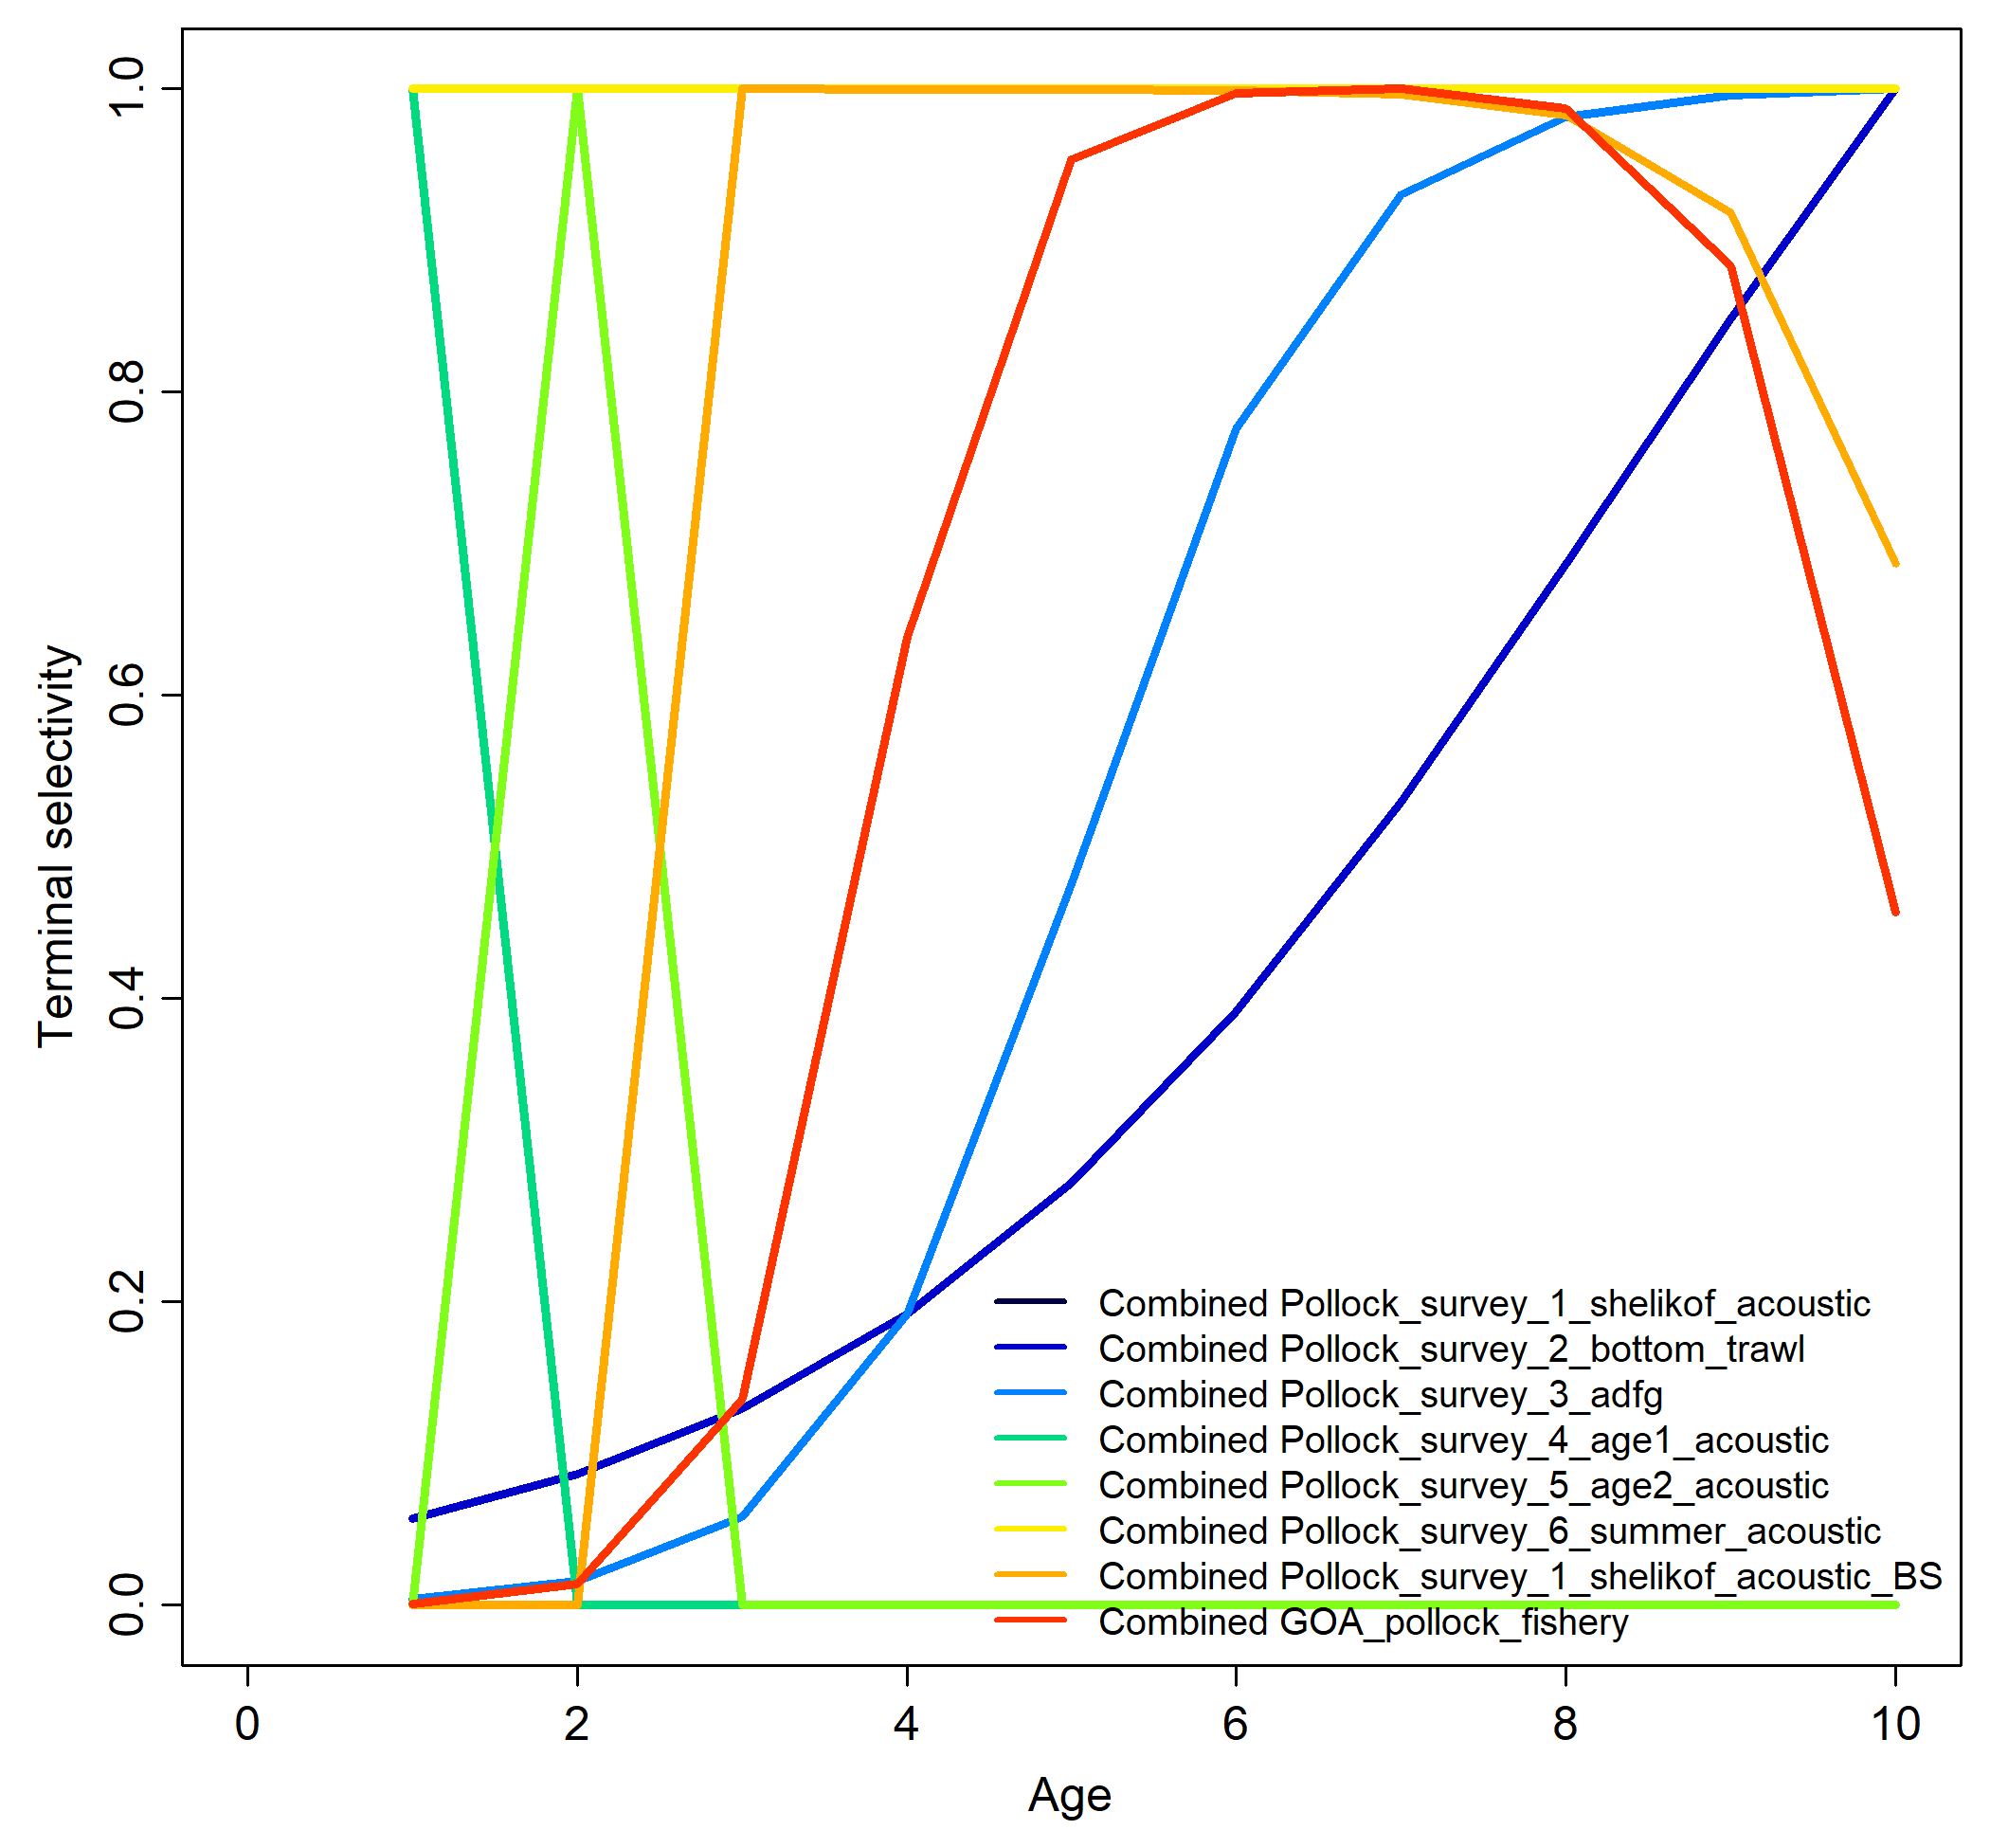 1.0
0.8
0.6
0.4
0.2
0.0
Terminal selectivity
Combined Pollock_survey_1_shelikof_acoustic
Combined Pollock_survey_2_bottom_trawl
Combined Pollock_survey_3_adfg
Combined Pollock_survey_4_age1_acoustic
Combined Pollock_survey_5_age2_acoustic
Combined Pollock_survey_6_summer_acoustic
Combined Pollock_survey_1_shelikof_acoustic_BS
Combined GOA_pollock_fishery
0 2 4 6 8 10
Age